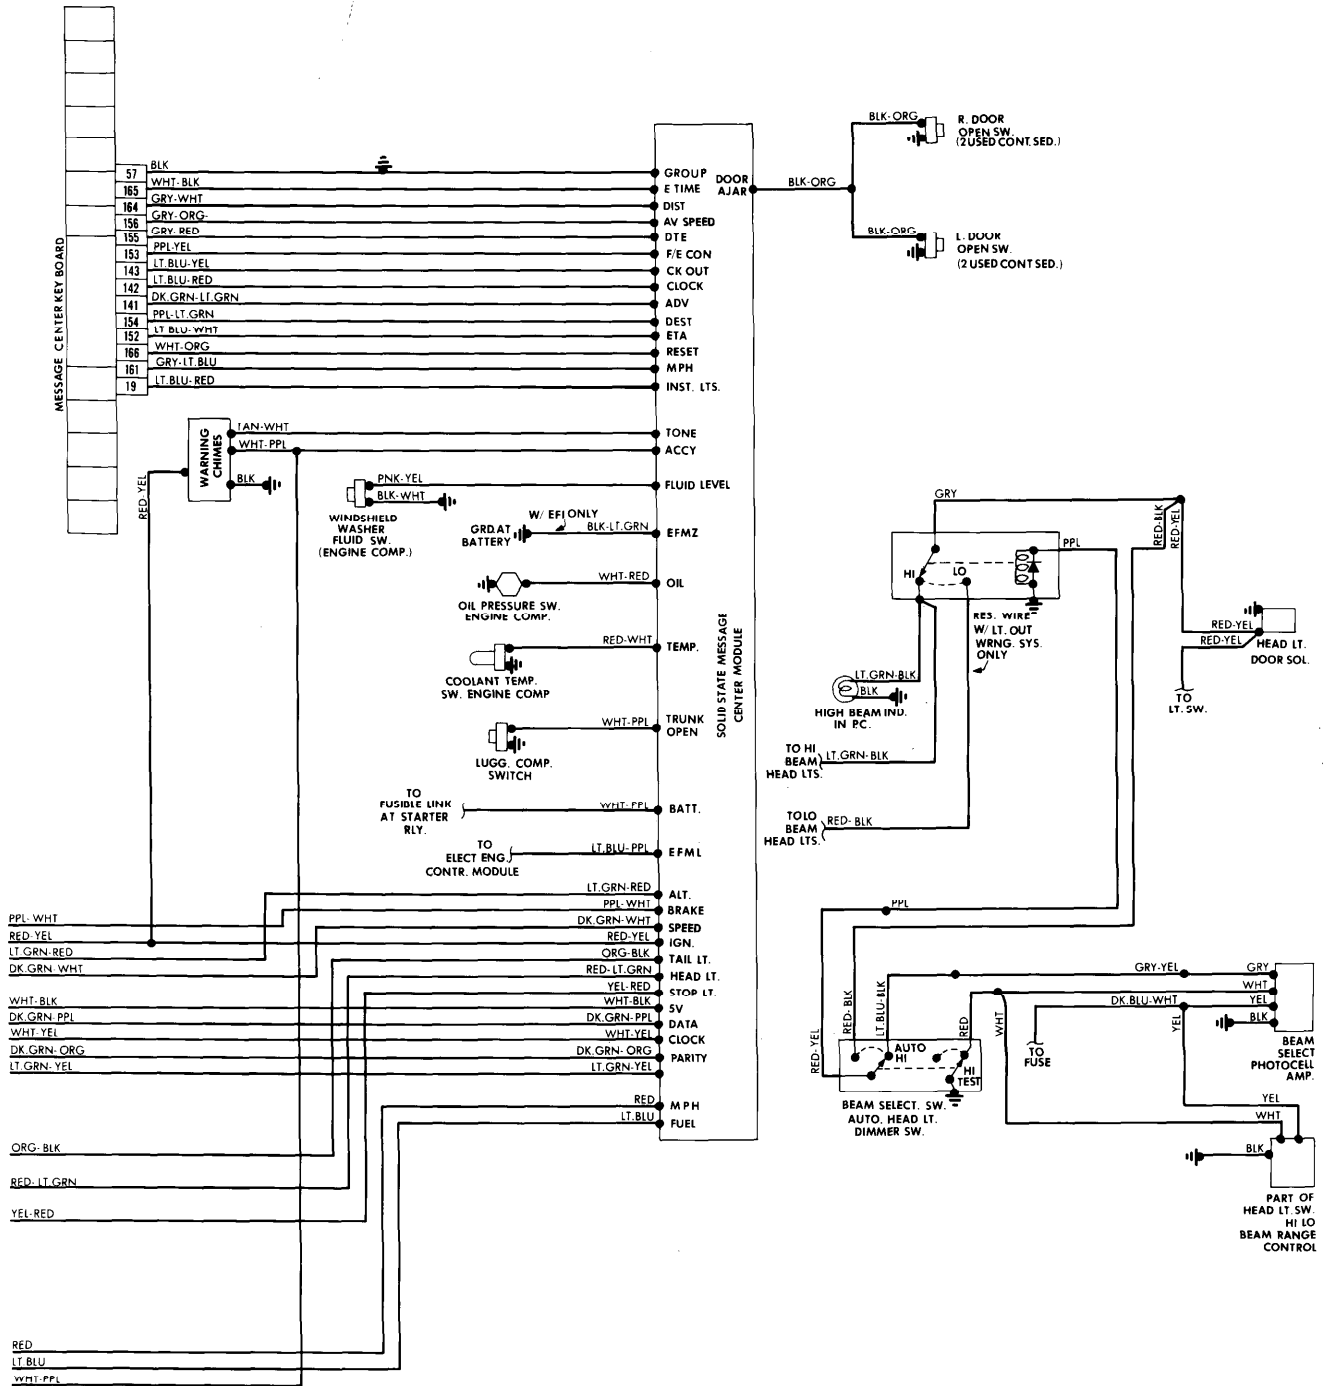 MESSAGE CENTER KEY BOARD
57 BLK
165 WHT-BLK
164 GRY-WHT
156 GRY-ORG-
155 GRY-RED
153 PPL-YEL
143 LT.BLU-YEL
142 LT.BLU-RED
141 DK.GRN-LT.GRN
154 PPL-LT.GRN
152 LT BLU-WHT
166 WHT-ORG
161 GRY-LT.BLU
19 LT.BLU-RED
GROUP
E TIME
DIST
AV SPEED
DTE
F/E CON
CK OUT
CLOCK
ADV
DEST
ETA
RESET
MPH
INST. LTS.
DOOR
AJAR
BLK-ORG
BLK-ORG
R. DOOR
OPEN SW.
(2 USED CONT. SED.)
BLK-ORG
L. DOOR
OPEN SW.
(2 USED CONT SED.)
WARNING
CHIMES
TAN-WHT
WHT-PPL
BLK
RED-YEL
TONE
ACCY
PNK-YEL
BLK-WHT
FLUID LEVEL
WINDSHIELD
WASHER
FLUID SW.
(ENGINE COMP.)
W/ EFI ONLY
GRD.AT
BATTERY
BLK-LT.GRN
EFMZ
WHT-RED
OIL
OIL PRESSURE SW.
ENGINE COMP.
RED-WHT
TEMP.
COOLANT TEMP.
SW. ENGINE COMP
WHT-PPL
TRUNK
OPEN
LUGG. COMP.
SWITCH
SOLID STATE MESSAGE
CENTER MODULE
TO
FUSIBLE LINK
AT STARTER
RLY.
WHT-PPL
BATT.
TO
ELECT ENG.
CONTR. MODULE
LT.BLU-PPL
EFML
LT.GRN-RED ALT.
PPL-WHT BRAKE
DK.GRN-WHT SPEED
RED-YEL IGN.
ORG-BLK TAIL LT.
RED-LT.GRN HEAD LT.
YEL-RED STOP LT.
WHT-BLK 5V
DK.GRN-PPL DATA
WHT-YEL CLOCK
DK.GRN-ORG PARITY
LT.GRN-YEL
RED MPH
LT.BLU FUEL
PPL-WHT
RED-YEL
LT.GRN-RED
DK.GRN-WHT
WHT-BLK
DK.GRN-PPL
WHT-YEL
DK.GRN-ORG
LT.GRN-YEL
ORG-BLK
RED-LT.GRN
YEL-RED
RED
LT.BLU
WHT-PPL
GRY
RED-BLK
RED-YEL
PPL
HI
LO
RES. WIRE
W/ LT. OUT
WRNG. SYS.
ONLY
RED-YEL
RED-YEL
HEAD LT.
DOOR SOL.
TO
LT. SW.
LT.GRN-BLK
BLK
HIGH BEAM IND.
IN PC.
TO HI
BEAM
HEAD LTS.
LT.GRN-BLK
TO LO
BEAM
HEAD LTS.
RED-BLK
PPL
RED-YEL
RED-BLK
LT.BLU-BLK
RED
WHT
AUTO
HI
HI
TEST
BEAM SELECT. SW.
AUTO. HEAD LT.
DIMMER SW.
GRY-YEL
GRY
WHT
DK.BLU-WHT
YEL
BLK
YEL
TO
FUSE
BEAM
SELECT
PHOTOCELL
AMP.
YEL
WHT
BLK
PART OF
HEAD LT. SW.
HI LO
BEAM RANGE
CONTROL